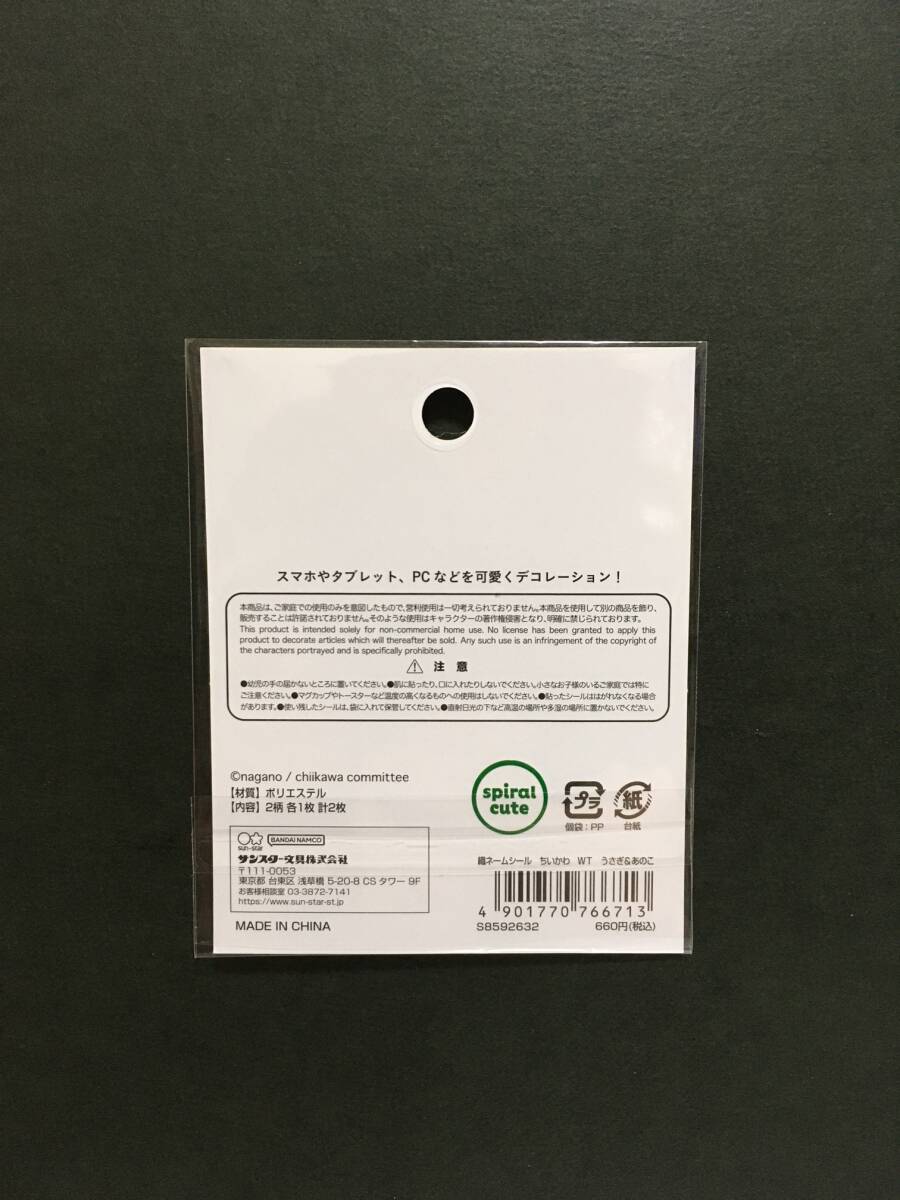 スマホやタブレット、PCなどを可愛くデコレーション！
本商品は、ご家庭での使用のみを意図したもので、営利使用は一切考えられておりません。本商品を使用して別の商品を飾り、
販売することは許諾されておりません。そのような使用はキャラクターの著作権侵害となり、明確に禁じられております。
This product is intended solely for non-commercial home use. No license has been granted to apply this
product to decorate articles which will thereafter be sold. Any such use is an infringement of the copyright of
the characters portrayed and is specifically prohibited.
⚠ 注 意
●幼児の手の届かないところに置いてください。●肌に貼ったり、口に入れたりしないでください。小さなお子様のいるご家庭では特に
ご注意ください。●マグカップやトースターなど温度の高くなるものへの使用はしないでください。●貼ったシールははがれなくなる場合
があります。●使い残したシールは、袋に入れて保管してください。●直射日光の下など高温の場所や多湿の場所に置かないでください。
©nagano / chiikawa committee
【材質】ポリエステル
【内容】2柄 各1枚 計2枚
sun-star BANDAI NAMCO
サンスター文具株式会社
〒111-0053
東京都 台東区 浅草橋 5-20-8 CS タワー 9F
お客様相談室 03-3872-7141
https://www.sun-star-st.jp
MADE IN CHINA
spiral
cute
プラ
個袋：PP
紙
台紙
織ネームシール ちいかわ WT うさぎ&あのこ
4 901770 766713
S8592632 660円(税込)